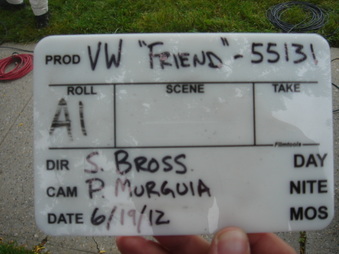 PROD VW "FRIEND" - 55131
ROLL SCENE TAKE
A1
Filmtools
DIR S. BROSS DAY
CAM P. MURGUIA NITE
DATE 6/19/12 MOS